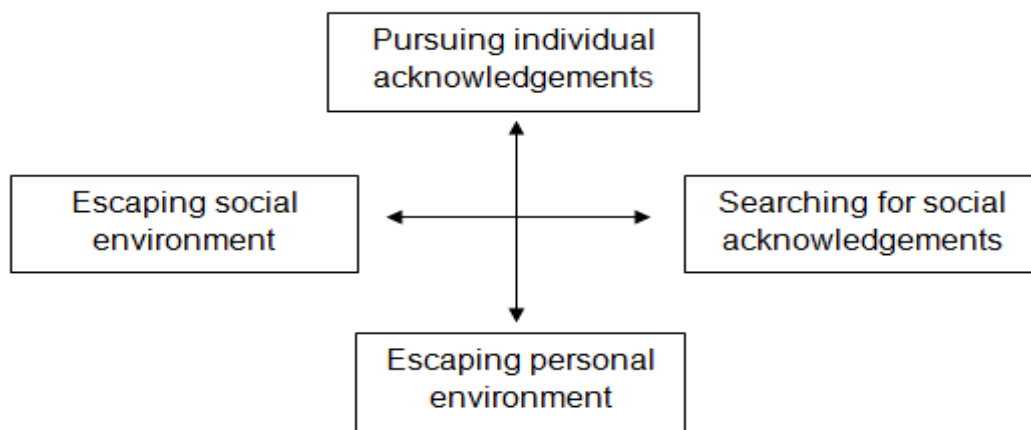 Pursuing individual
acknowledgements
Escaping social
environment
Searching for social
acknowledgements
Escaping personal
environment